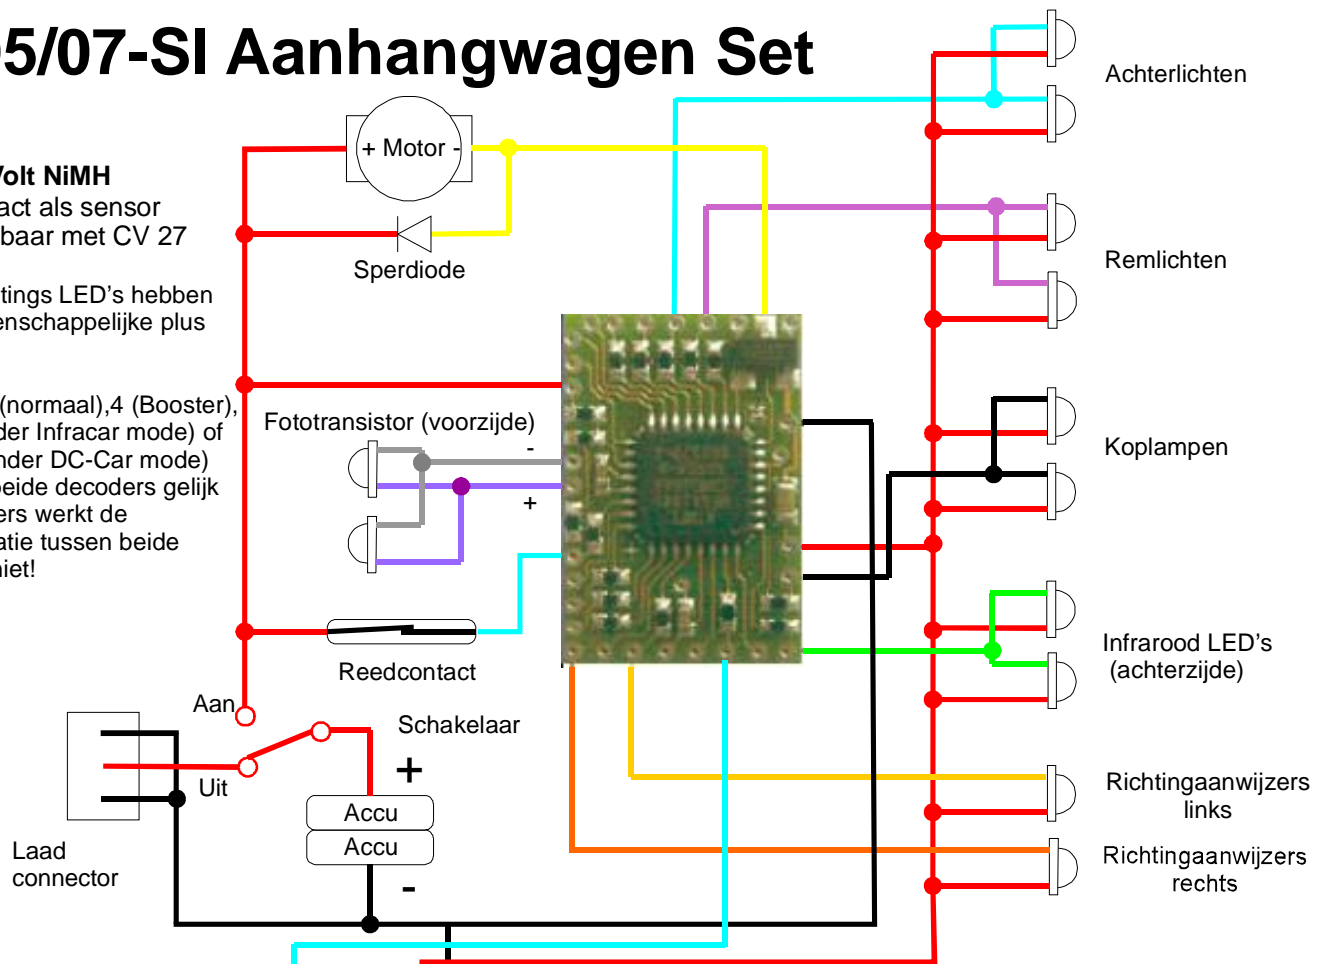 5/07-SI Aanhangwagen Set
Volt NiMH
act als sensor
baar met CV 27
tings LED's hebben
enschappelijke plus
(normaal),4 (Booster),
der Infracar mode) of
nder DC-Car mode)
beide decoders gelijk
ers werkt de
atie tussen beide
niet!
+ Motor -
Sperdiode
Fototransistor (voorzijde)
-
+
Reedcontact
Aan
Schakelaar
Uit
+
Accu
Accu
-
Laad
connector
Achterlichten
Remlichten
Koplampen
Infrarood LED's
(achterzijde)
Richtingaanwijzers
links
Richtingaanwijzers
rechts